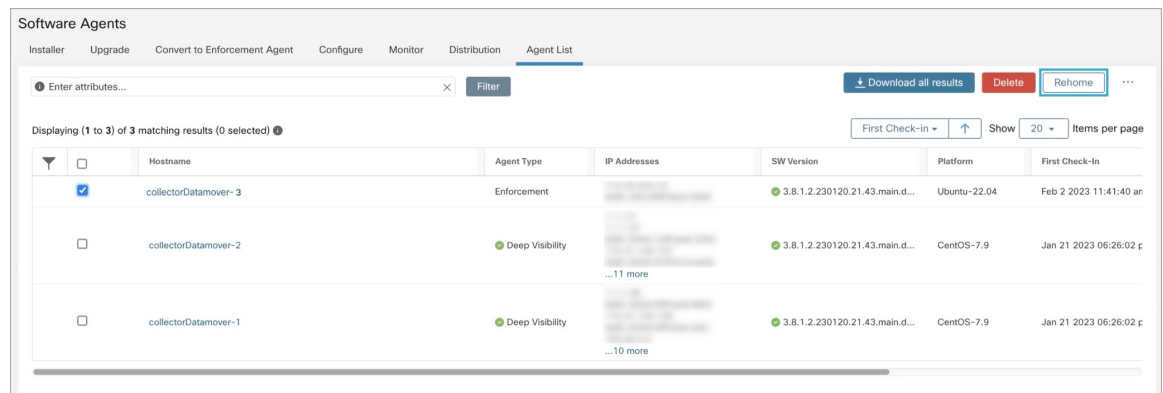 Software Agents
Installer Upgrade Convert to Enforcement Agent Configure Monitor Distribution Agent List
Enter attributes... Filter Download all results Delete Rehome ...
Displaying (1 to 3) of 3 matching results (0 selected) First Check-in Show 20 Items per page
Hostname Agent Type IP Addresses SW Version Platform First Check-In
collectorDatamover- 3 Enforcement 3.8.1.2.230120.21.43.main.d... Ubuntu-22.04 Feb 2 2023 11:41:40 am
collectorDatamover-2 Deep Visibility 3.8.1.2.230120.21.43.main.d... CentOS-7.9 Jan 21 2023 06:26:02 p
...11 more
collectorDatamover-1 Deep Visibility 3.8.1.2.230120.21.43.main.d... CentOS-7.9 Jan 21 2023 06:26:02 p
...10 more